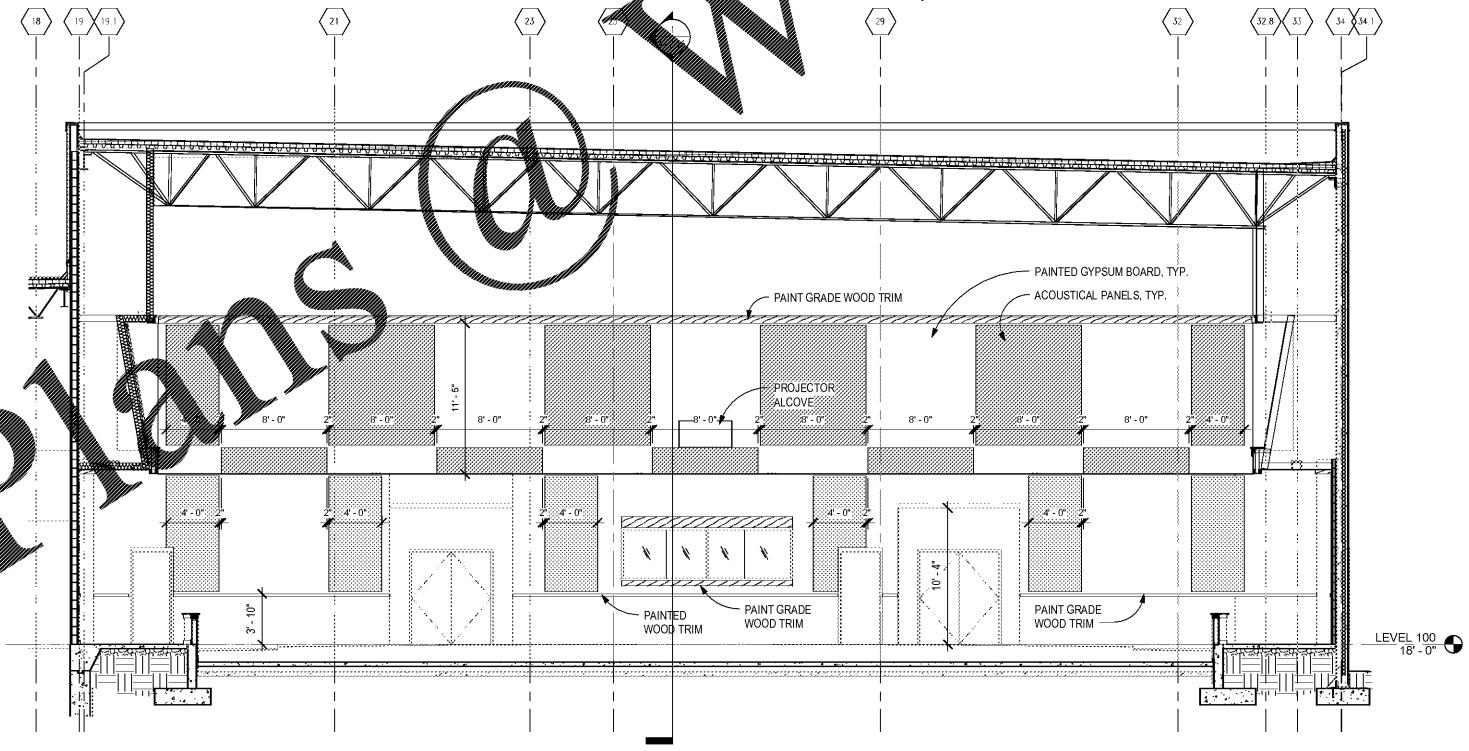 18
19
19.1
21
23
29
32
32.8
33
34
34.1
Plans @ W
PAINTED GYPSUM BOARD, TYP.
ACOUSTICAL PANELS, TYP.
PAINT GRADE WOOD TRIM
PROJECTOR
ALCOVE
11' - 5"
8' - 0" 2" 8' - 0" 2" 8' - 0" 2" 8' - 0" 2" 8' - 0" 2" 8' - 0" 2" 8' - 0" 2" 8' - 0" 2" 8' - 0" 2" 4' - 0"
4' - 0" 2" 2" 4' - 0" 2" 4' - 0" 4' - 0" 2" 4' - 0" 2"
10' - 4"
3' - 10"
PAINTED
WOOD TRIM
PAINT GRADE
WOOD TRIM
PAINT GRADE
WOOD TRIM
LEVEL 100
18' - 0"